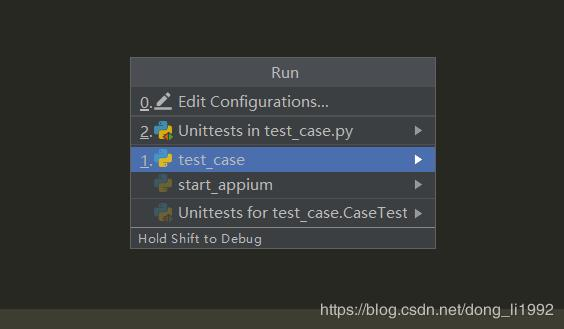 Run
0. Edit Configurations...
2. Unittests in test_case.py
1. test_case
start_appium
Unittests for test_case.CaseTest
Hold Shift to Debug
https://blog.csdn.net/dong_li1992